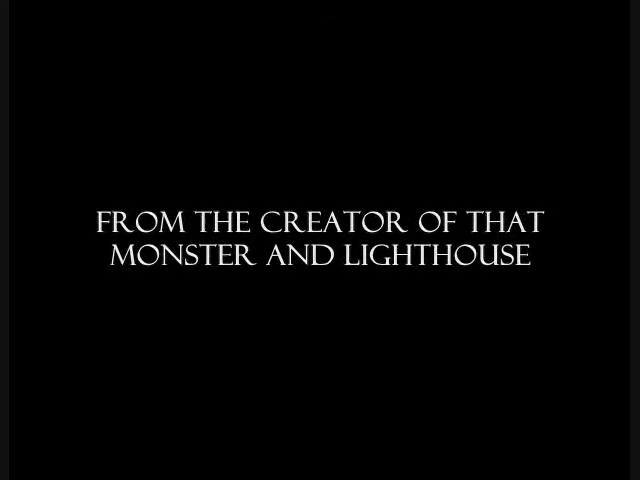 FROM THE CREATOR OF THAT
MONSTER AND LIGHTHOUSE